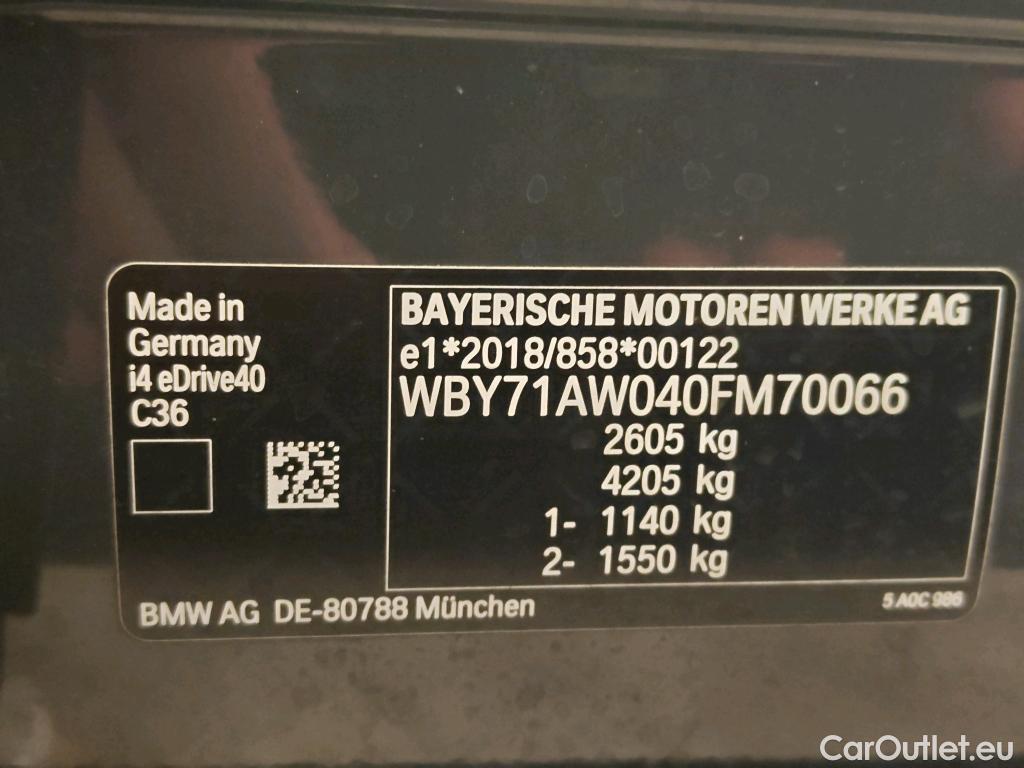 Made in
Germany
i4 eDrive40
C36
BAYERISCHE MOTOREN WERKE AG
e1*2018/858*00122
WBY71AW040FM70066
2605 kg
4205 kg
1- 1140 kg
2- 1550 kg
BMW AG DE-80788 München
5 A0C 986
CarOutlet.eu